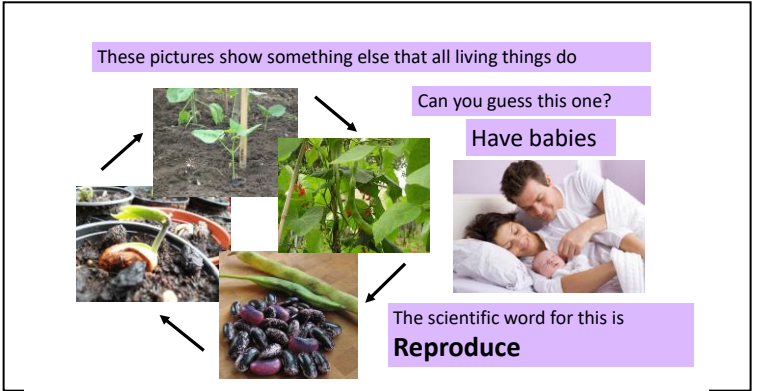 These pictures show something else that all living things do
Can you guess this one?
Have babies
The scientific word for this is
Reproduce